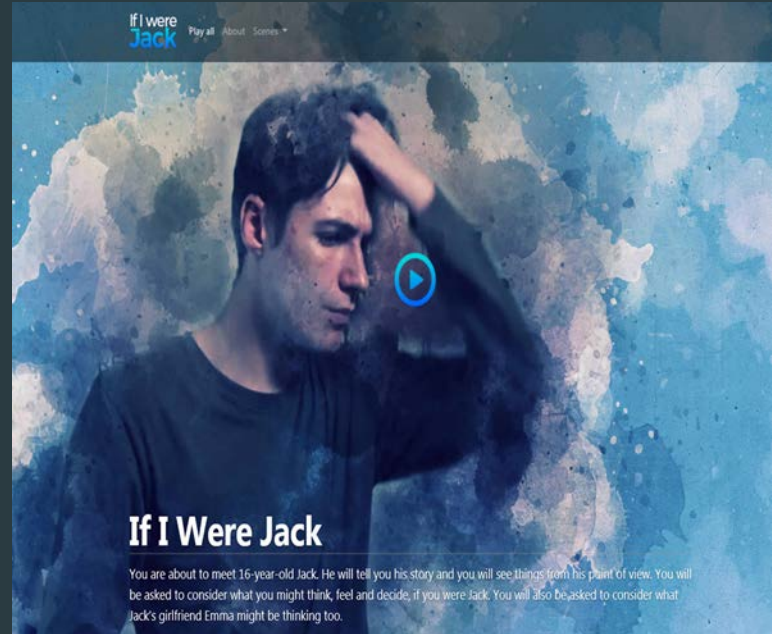 If I were
Jack
Play all About Scenes
If I Were Jack
You are about to meet 16-year-old Jack. He will tell you his story and you will see things from his point of view. You will
be asked to consider what you might think, feel and decide, if you were Jack. You will also be asked to consider what
Jack's girlfriend Emma might be thinking too.